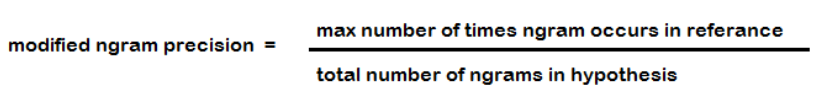 max number of times ngram occurs in referance
modified ngram precision =
total number of ngrams in hypothesis